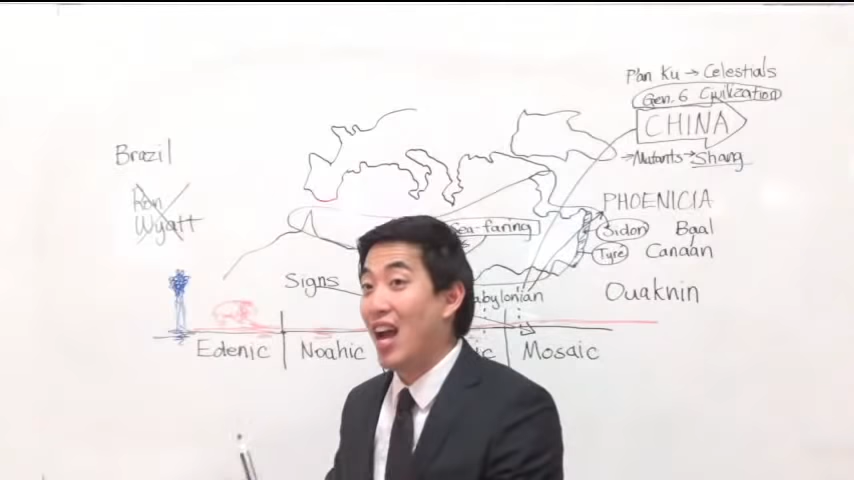 Pan Ku → Celestials
Gen. 6 Civilization
CHINA
→Mutants→Shang
Brazil
Ron
Wyatt
PHOENICIA
Sidon Baal
Tyre Canaan
Sea-faring
Signs
abylonian
Ouaknin
Edenic
Noahic
ic
Mosaic